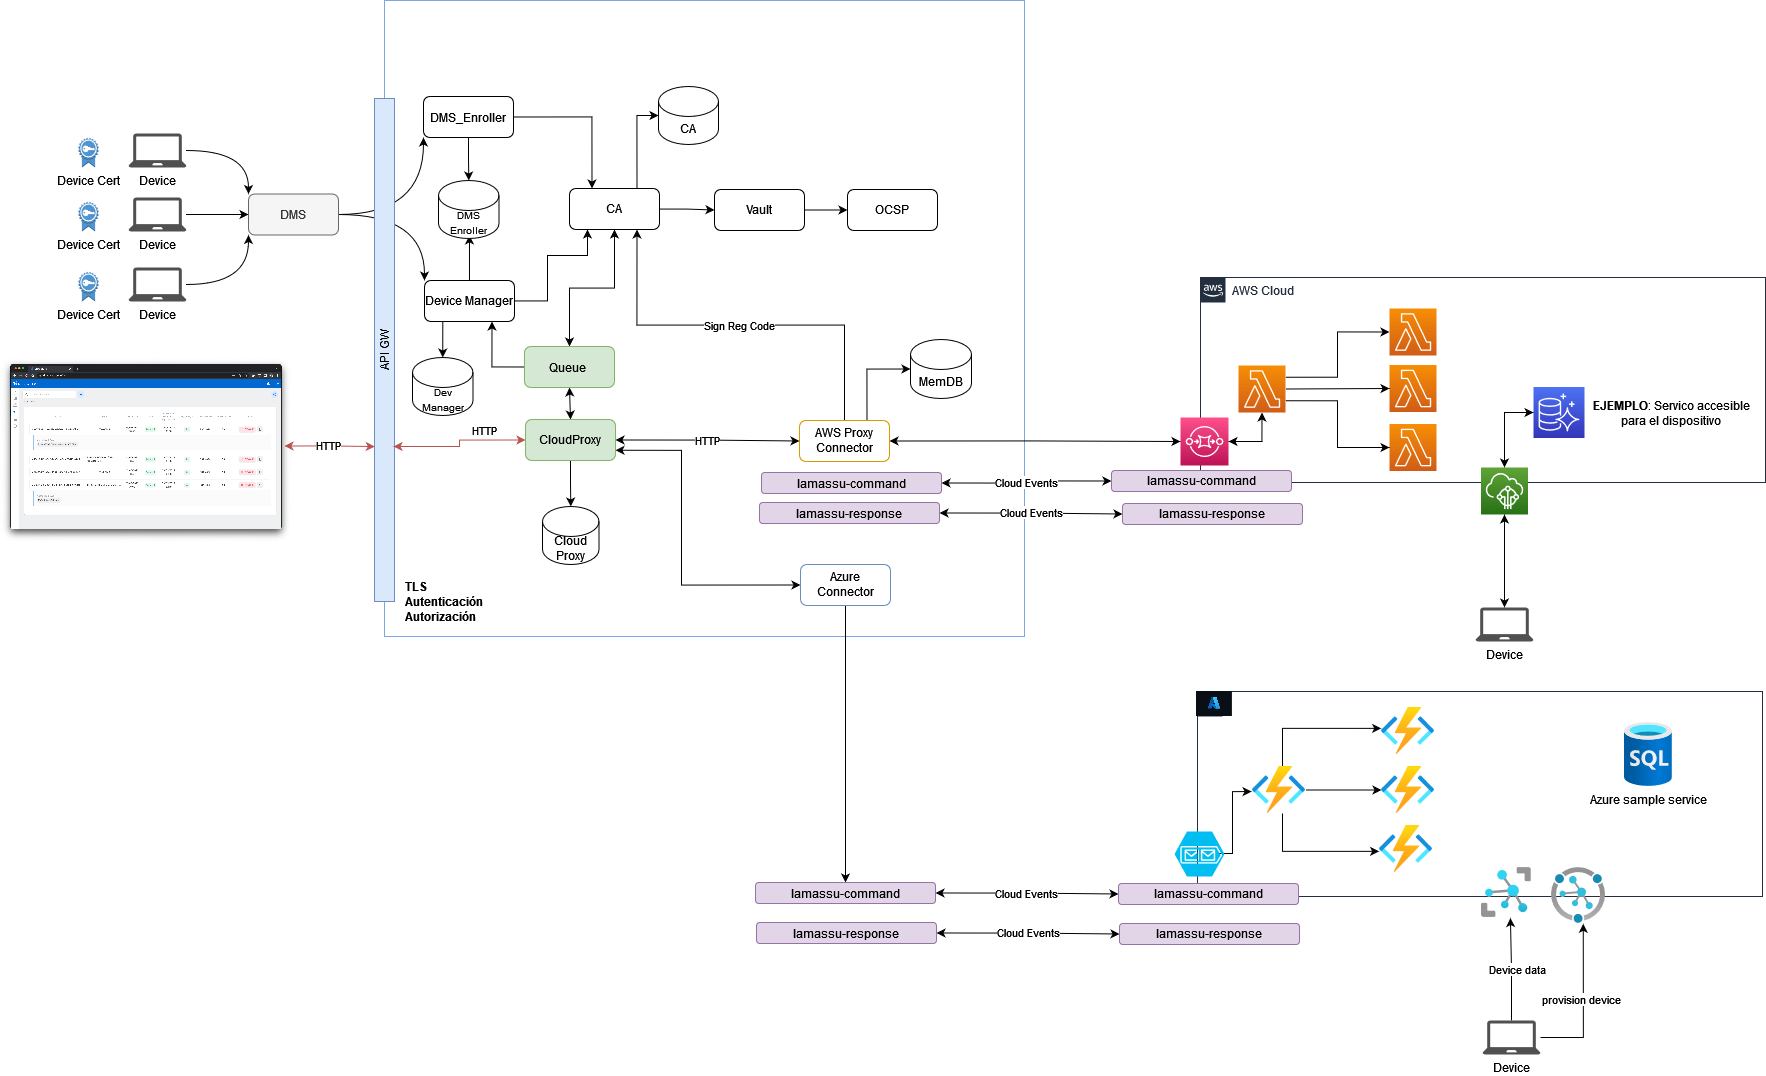 Device Cert
Device
Device Cert
Device
Device Cert
Device
DMS
API GW
HTTP
HTTP
TLS
Autenticación
Autorización
DMS_Enroller
DMS
Enroller
Device Manager
Dev
Manager
CA
CA
Vault
OCSP
Queue
CloudProxy
Cloud
Proxy
Sign Reg Code
MemDB
HTTP
AWS Proxy
Connector
lamassu-command
lamassu-response
Cloud Events
Cloud Events
lamassu-command
lamassu-response
Azure
Connector
aws
AWS Cloud
EJEMPLO: Servico accesible
para el dispositivo
Device
lamassu-command
lamassu-response
Cloud Events
Cloud Events
lamassu-command
lamassu-response
SQL
Azure sample service
Device data
provision device
Device